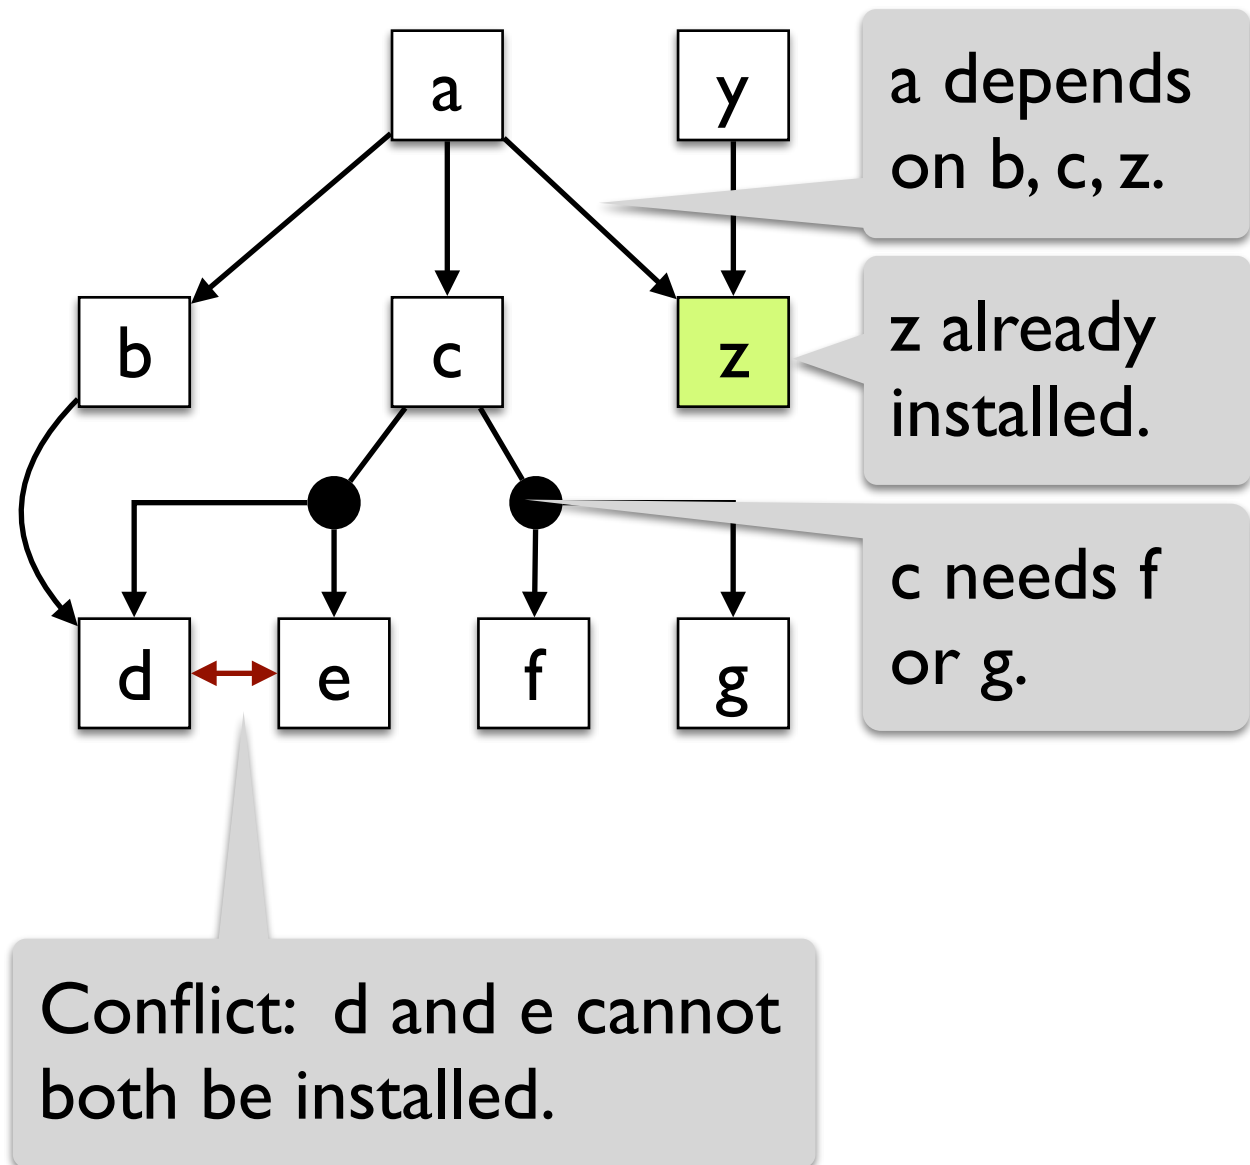 a
y
a depends
on b, c, z.
b
c
z
z already
installed.
c needs f
or g.
d
e
f
g
Conflict: d and e cannot
both be installed.